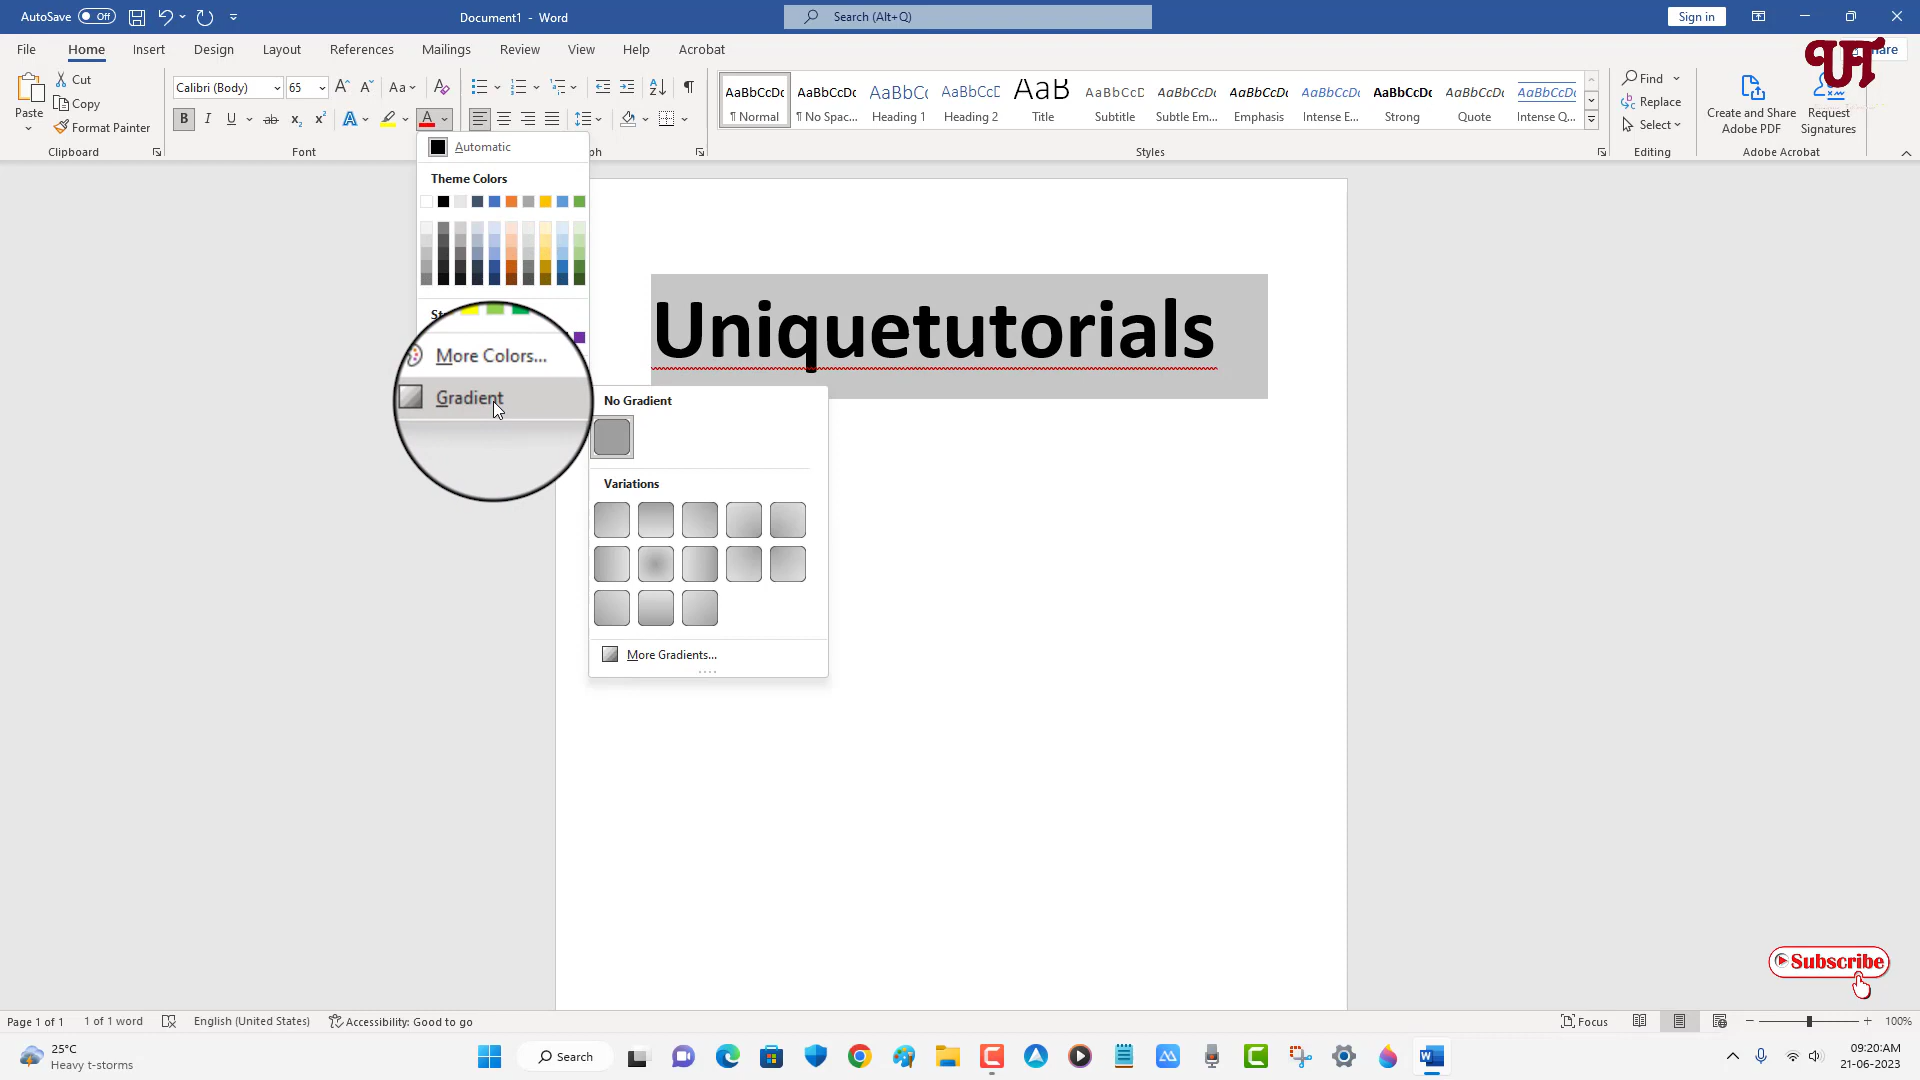 AutoSave Off Document1 - Word Search (Alt+Q) Sign in
File Home Insert Design Layout References Mailings Review View Help Acrobat
UT
Paste Cut
Copy
Format Painter
Clipboard
Calibri (Body) 65
Font
AaBbCcDc ¶ Normal
AaBbCcDc ¶ No Spac...
AaBbC Heading 1
AaBbCcD Heading 2
AaB Title
AaBbCcD Subtitle
AaBbCcDc Subtle Em...
AaBbCcDc Emphasis
AaBbCcDc Intense E...
AaBbCcDc Strong
AaBbCcDc Quote
AaBbCcDc Intense Q...
Styles
Find
Replace
Select
Editing
Create and Share
Adobe PDF
Request
Signatures
Adobe Acrobat
Automatic
Theme Colors
More Colors...
Gradient
No Gradient
Variations
More Gradients...
Uniquetutorials
Subscribe
Page 1 of 1 1 of 1 word English (United States) Accessibility: Good to go Focus 100%
25°C
Heavy t-storms
Search
09:20:AM
21-06-2023